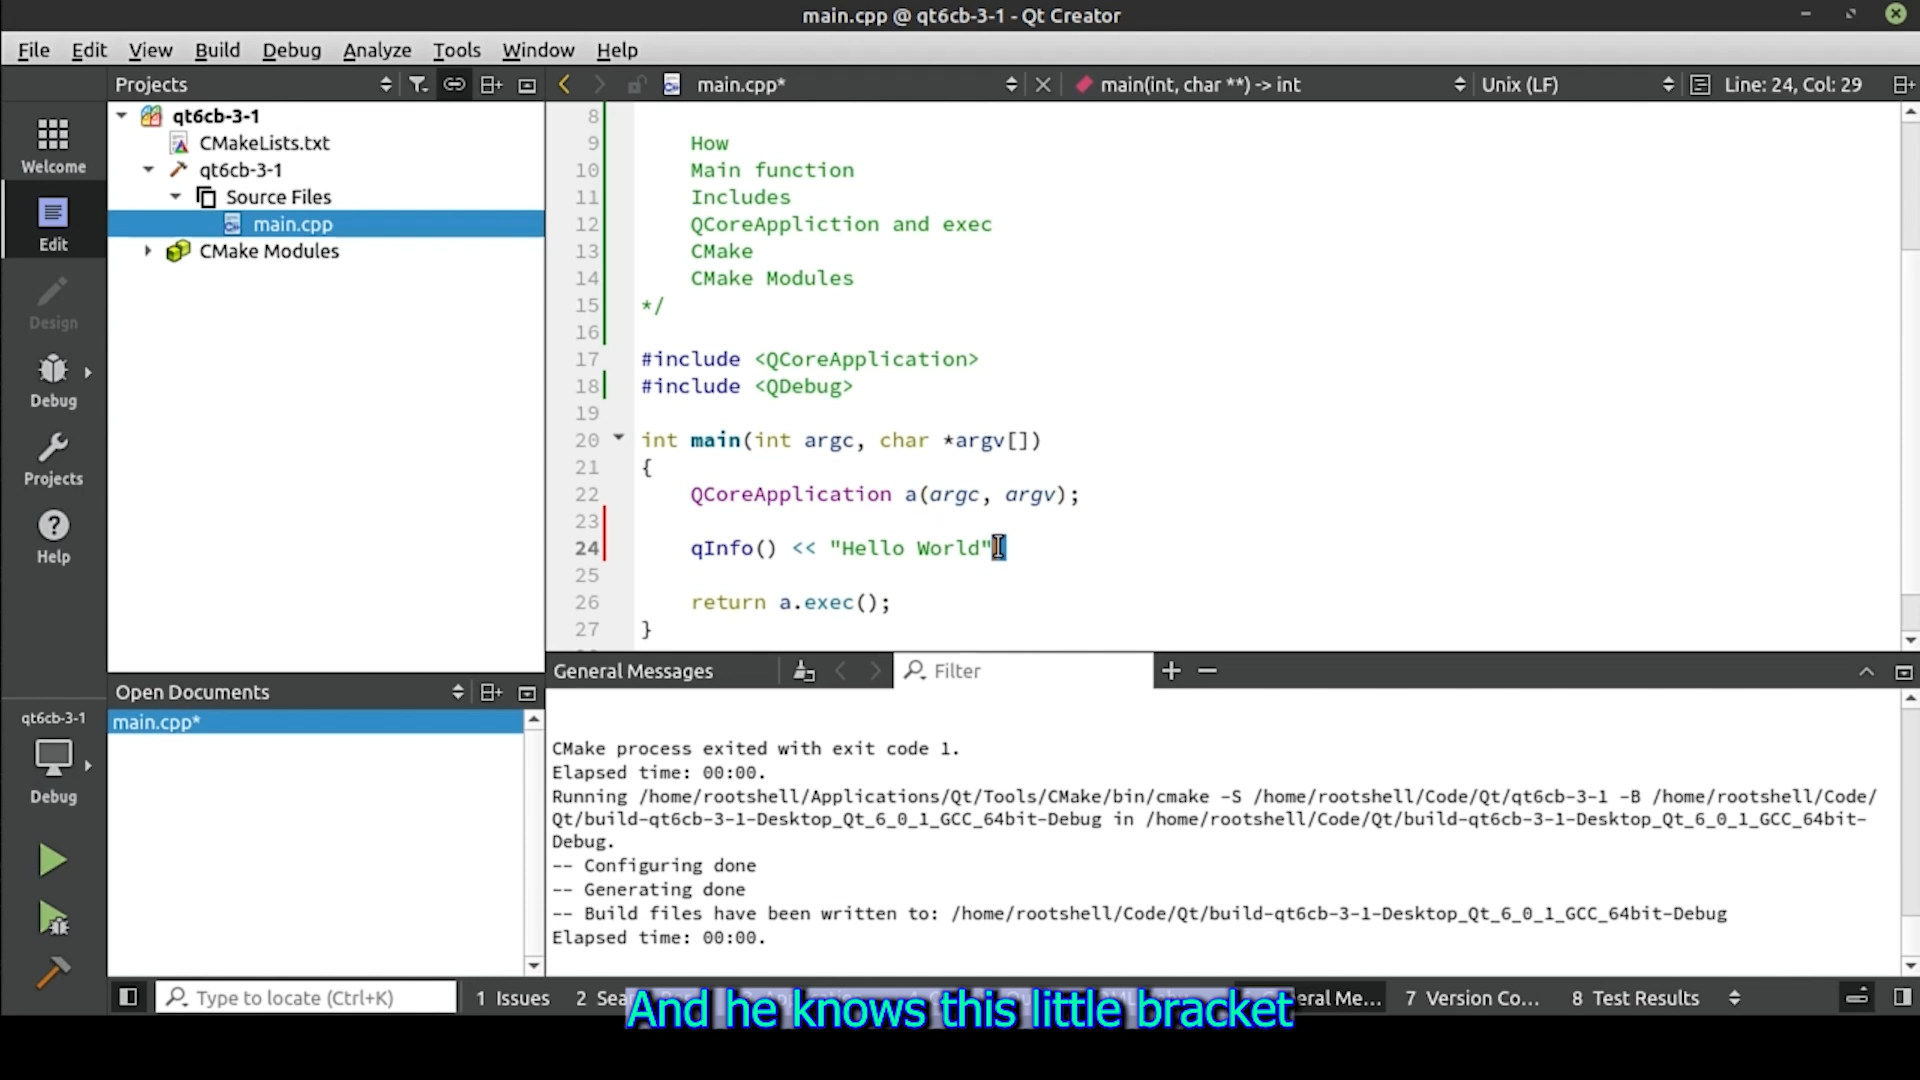 main.cpp @ qt6cb-3-1 - Qt Creator
File Edit View Build Debug Analyze Tools Window Help
Projects main.cpp* main(int, char **) -> int Unix (LF) Line: 24, Col: 29
Welcome
Edit
Design
Debug
Projects
Help
qt6cb-3-1
CMakeLists.txt
qt6cb-3-1
Source Files
main.cpp
CMake Modules
8
9 How
10 Main function
11 Includes
12 QCoreAppliction and exec
13 CMake
14 CMake Modules
15 */
16
17 #include <QCoreApplication>
18 #include <QDebug>
19
20 int main(int argc, char *argv[])
21 {
22 QCoreApplication a(argc, argv);
23
24 qInfo() << "Hello World"
25
26 return a.exec();
27 }
Open Documents
main.cpp*
qt6cb-3-1
Debug
General Messages Filter
CMake process exited with exit code 1.
Elapsed time: 00:00.
Running /home/rootshell/Applications/Qt/Tools/CMake/bin/cmake -S /home/rootshell/Code/Qt/qt6cb-3-1 -B /home/rootshell/Code/
Qt/build-qt6cb-3-1-Desktop_Qt_6_0_1_GCC_64bit-Debug in /home/rootshell/Code/Qt/build-qt6cb-3-1-Desktop_Qt_6_0_1_GCC_64bit-
Debug.
-- Configuring done
-- Generating done
-- Build files have been written to: /home/rootshell/Code/Qt/build-qt6cb-3-1-Desktop_Qt_6_0_1_GCC_64bit-Debug
Elapsed time: 00:00.
Type to locate (Ctrl+K) 1 Issues 2 7 Version Co... 8 Test Results
And he knows this little bracket